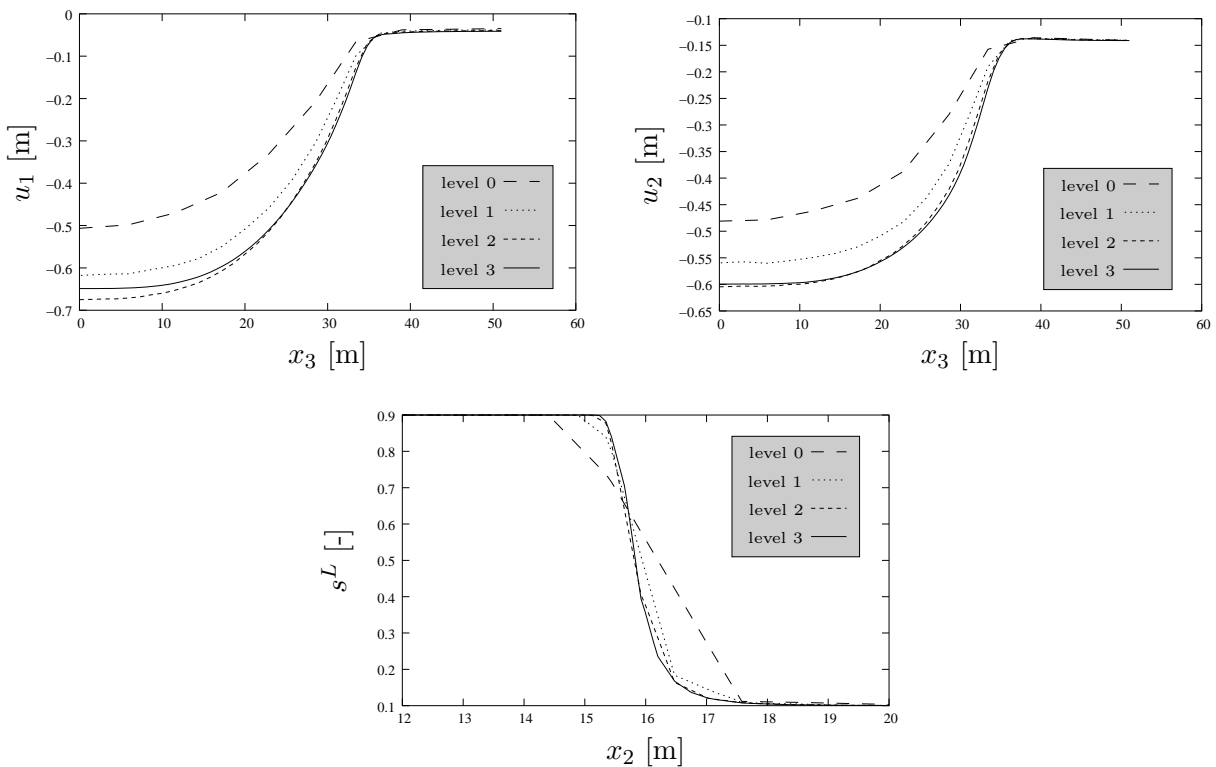 0
–0.1
–0.2
–0.3
–0.4
–0.5
–0.6
–0.7
u1 [m]
level 0
level 1
level 2
level 3
0 10 20 30 40 50 60
x3 [m]
–0.1
–0.15
–0.2
–0.25
–0.3
–0.35
–0.4
–0.45
–0.5
–0.55
–0.6
–0.65
u2 [m]
level 0
level 1
level 2
level 3
0 10 20 30 40 50 60
x3 [m]
0.9
0.8
0.7
0.6
0.5
0.4
0.3
0.2
0.1
sL [-]
level 0
level 1
level 2
level 3
12 13 14 15 16 17 18 19 20
x2 [m]